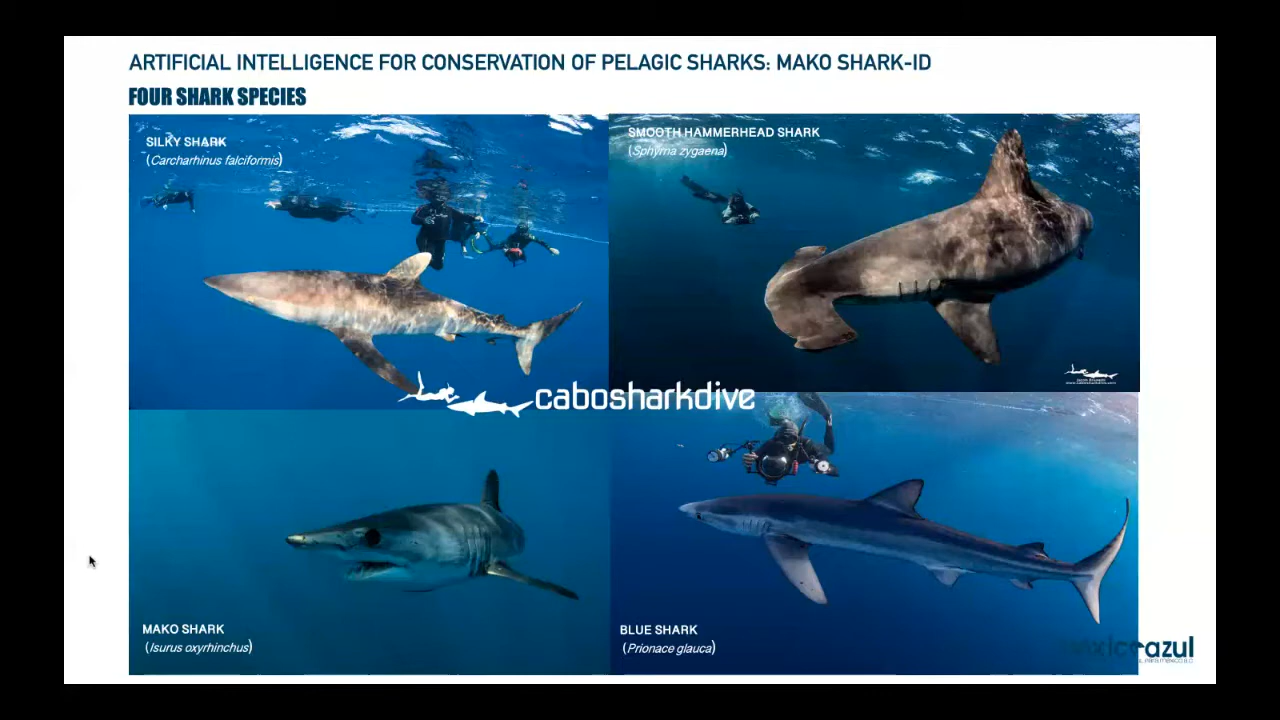 ARTIFICIAL INTELLIGENCE FOR CONSERVATION OF PELAGIC SHARKS: MAKO SHARK-ID
FOUR SHARK SPECIES
SILKY SHARK
(Carcharhinus falciformis)
SMOOTH HAMMERHEAD SHARK
(Sphyrna zygaena)
cabosharkdive
MAKO SHARK
(Isurus oxyrhinchus)
BLUE SHARK
(Prionace glauca)
azul